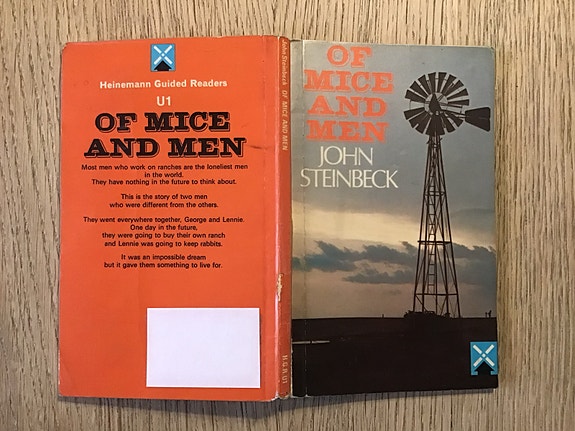 Heinemann Guided Readers
U1
OF MICE
AND MEN
Most men who work on ranches are the loneliest men
in the world.
They have nothing in the future to think about.
This is the story of two men
who were different from the others.
They went everywhere together, George and Lennie.
One day in the future,
they were going to buy their own ranch
and Lennie was going to keep rabbits.
It was an impossible dream
but it gave them something to live for.
John Steinbeck OF MICE AND MEN
H.G.R. U1
OF
MICE
AND
MEN
JOHN
STEINBECK